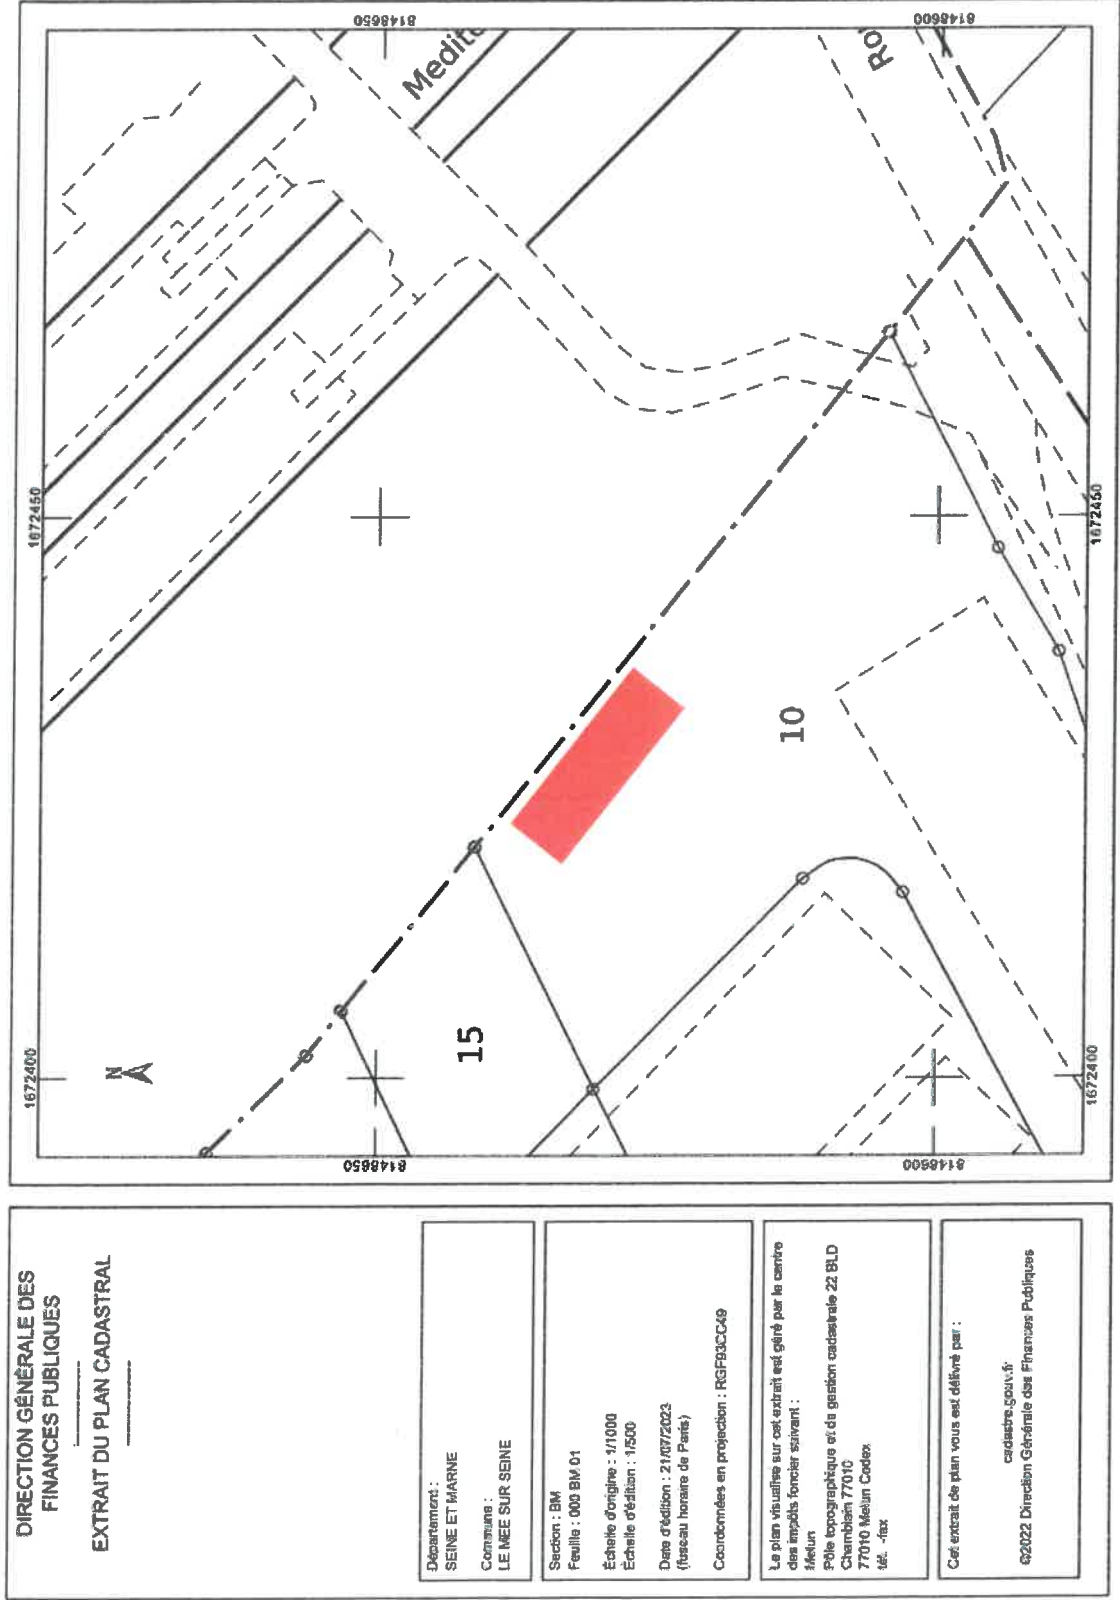 DIRECTION GÉNÉRALE DES
FINANCES PUBLIQUES
EXTRAIT DU PLAN CADASTRAL
Département :
SEINE ET MARNE
Commune :
LE MEE SUR SEINE
Section : BM
Feuille : 000 BM 01
Échelle d'origine : 1/1000
Échelle d'édition : 1/500
Date d'édition : 21/07/2023
(fuseau horaire de Paris)
Coordonnées en projection : RGF93CC49
Le plan visualisé sur cet extrait est géré par le centre
des impôts foncier suivant :
Melun
Pôle topographique et de gestion cadastrale 22 BLD
Chamblain 77010
77010 Melun Cedex
tél. -fax
Cet extrait de plan vous est délivré par :
cadastre.gouv.fr
©2022 Direction Générale des Finances Publiques
1672400
1672450
8148650
8148650
N
15
10
Medite
Ro
8148600
8148600
1672400
1672450